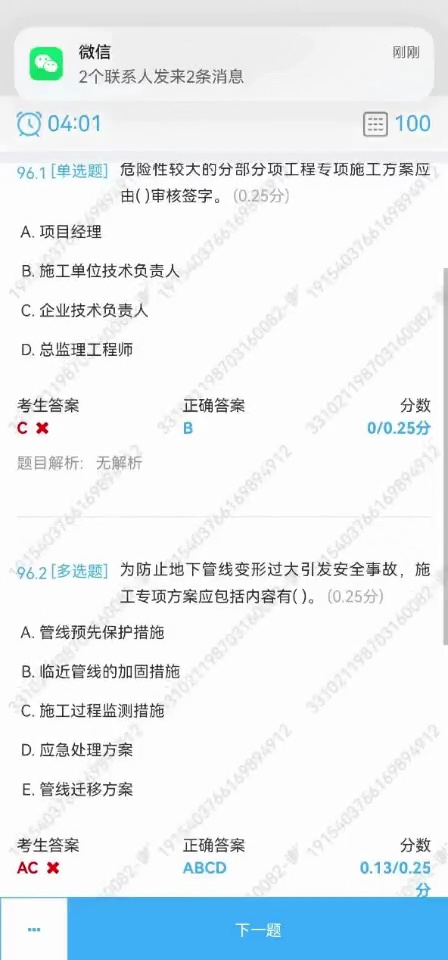 微信
刚刚
2个联系人发来2条消息
04:01
100
96.1 [单选题] 危险性较大的分部分项工程专项施工方案应
由( )审核签字。 (0.25分)
A. 项目经理
B. 施工单位技术负责人
C. 企业技术负责人
D. 总监理工程师
考生答案 正确答案 分数
C ✖ B 0/0.25分
题目解析: 无解析
96.2 [多选题] 为防止地下管线变形过大引发安全事故，施
工专项方案应包括内容有( )。 (0.25分)
A. 管线预先保护措施
B. 临近管线的加固措施
C. 施工过程监测措施
D. 应急处理方案
E. 管线迁移方案
考生答案 正确答案 分数
AC ✖ ABCD 0.13/0.25
分
下一题